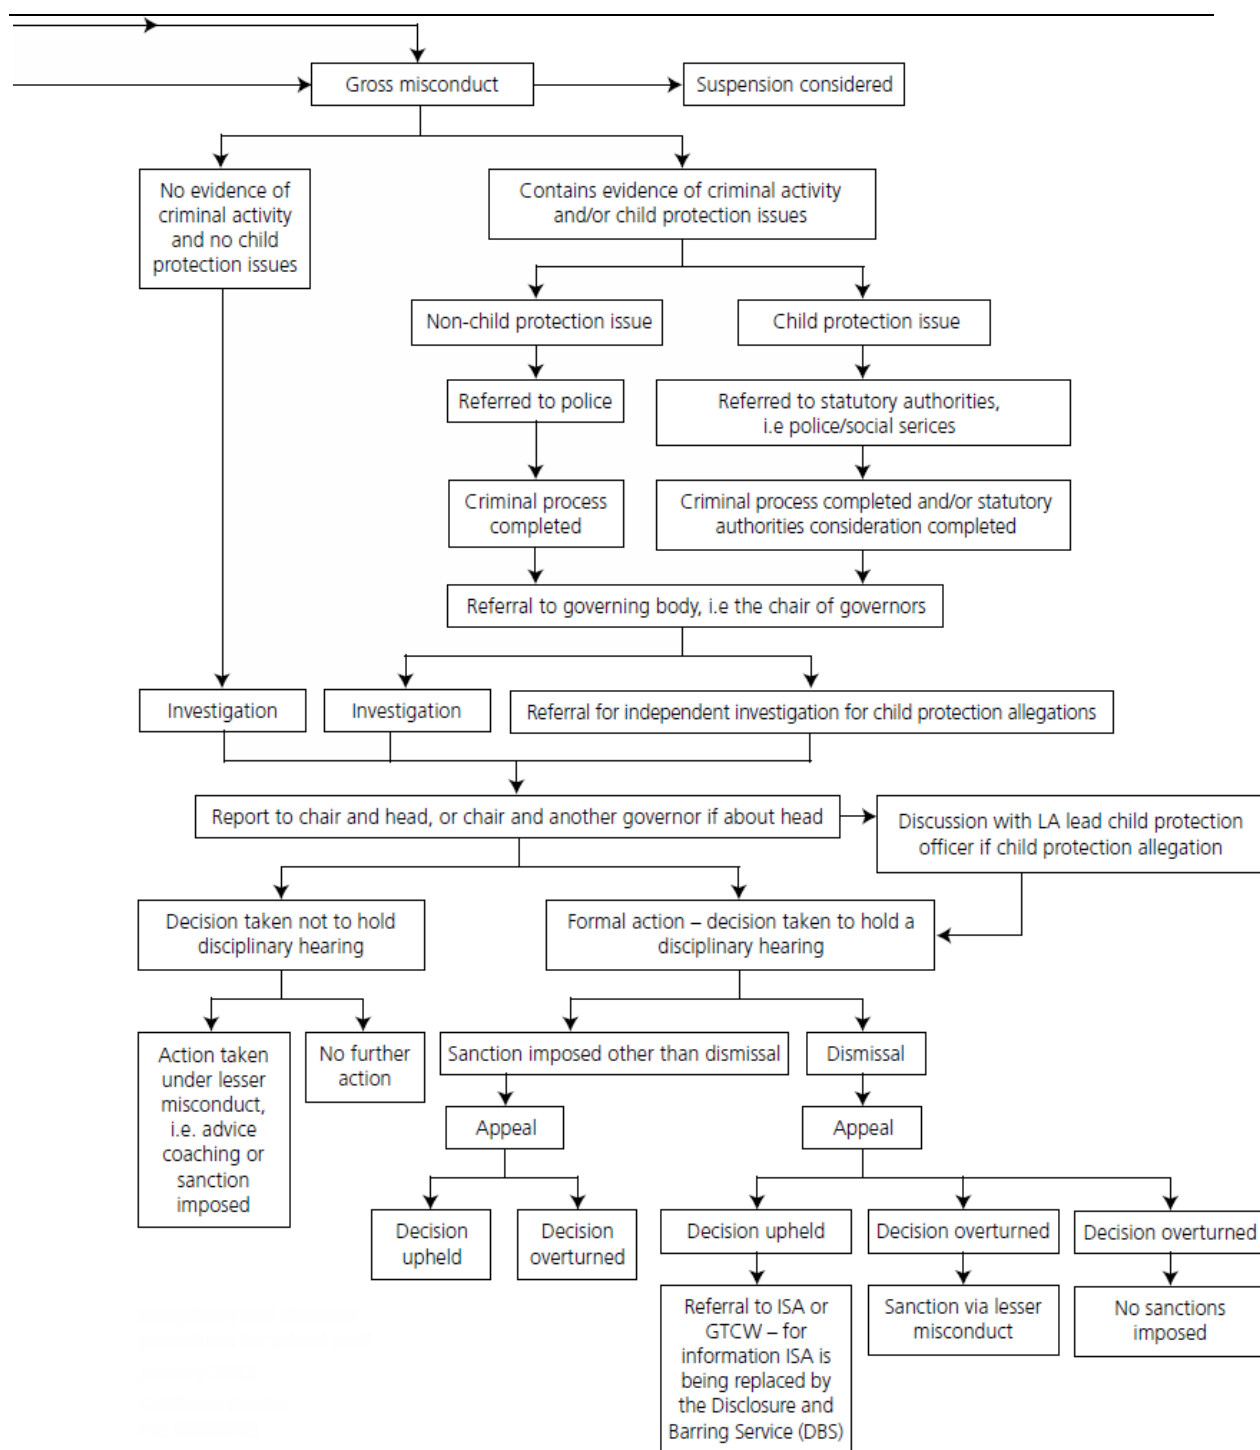 Gross misconduct
Suspension considered
No evidence of
criminal activity
and no child
protection issues
Contains evidence of criminal activity
and/or child protection issues
Non-child protection issue
Child protection issue
Referred to police
Referred to statutory authorities,
i.e police/social serices
Criminal process
completed
Criminal process completed and/or statutory
authorities consideration completed
Referral to governing body, i.e the chair of governors
Investigation
Investigation
Referral for independent investigation for child protection allegations
Report to chair and head, or chair and another governor if about head
Discussion with LA lead child protection
officer if child protection allegation
Decision taken not to hold
disciplinary hearing
Formal action – decision taken to hold a
disciplinary hearing
Action taken
under lesser
misconduct,
i.e. advice
coaching or
sanction
imposed
No further
action
Sanction imposed other than dismissal
Dismissal
Appeal
Appeal
Decision
upheld
Decision
overturned
Decision upheld
Decision overturned
Decision overturned
Referral to ISA or
GTCW – for
information ISA is
being replaced by
the Disclosure and
Barring Service (DBS)
Sanction via lesser
misconduct
No sanctions
imposed